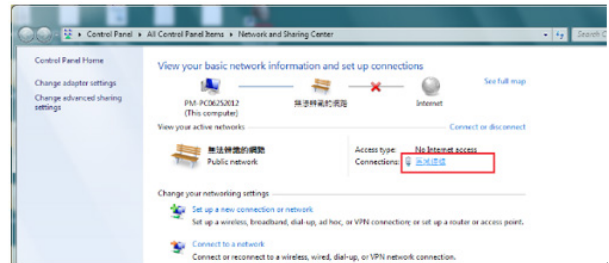 Control Panel ▸ All Control Panel Items ▸ Network and Sharing Center
Search C
Control Panel Home
Change adapter settings
Change advanced sharing
settings
View your basic network information and set up connections
See full map
PM-PC06252012
(This computer)
無法辨識的網路
Internet
View your active networks
Connect or disconnect
無法辨識的網路
Public network
Access type: No Internet access
Connections: 區域連線
Change your networking settings
Set up a new connection or network
Set up a wireless, broadband, dial-up, ad hoc, or VPN connection; or set up a router or access point.
Connect to a network
Connect or reconnect to a wireless, wired, dial-up, or VPN network connection.